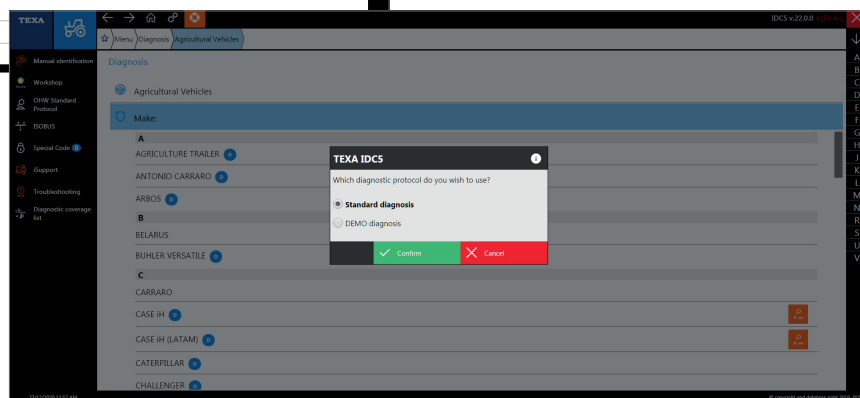 TEXA
IDC5 v.22.0.0 ALPHA
Menu Diagnosis Agricultural Vehicles
Manual identification
Workshop
OHW Standard
Protocol
ISOBUS
Special Code D
iSupport
Troubleshooting
Diagnostic coverage
list
Diagnosis
Agricultural Vehicles
Make:
A
AGRICULTURE TRAILER D
ANTONIO CARRARO D
ARBOS D
B
BELARUS
BUHLER VERSATILE D
C
CARRARO
CASE iH D
CASE iH (LATAM) D
CATERPILLAR D
CHALLENGER D
TEXA IDC5
Which diagnostic protocol do you wish to use?
Standard diagnosis
DEMO diagnosis
Confirm
Cancel
A
B
C
D
E
F
G
H
J
K
L
M
N
R
S
U
V